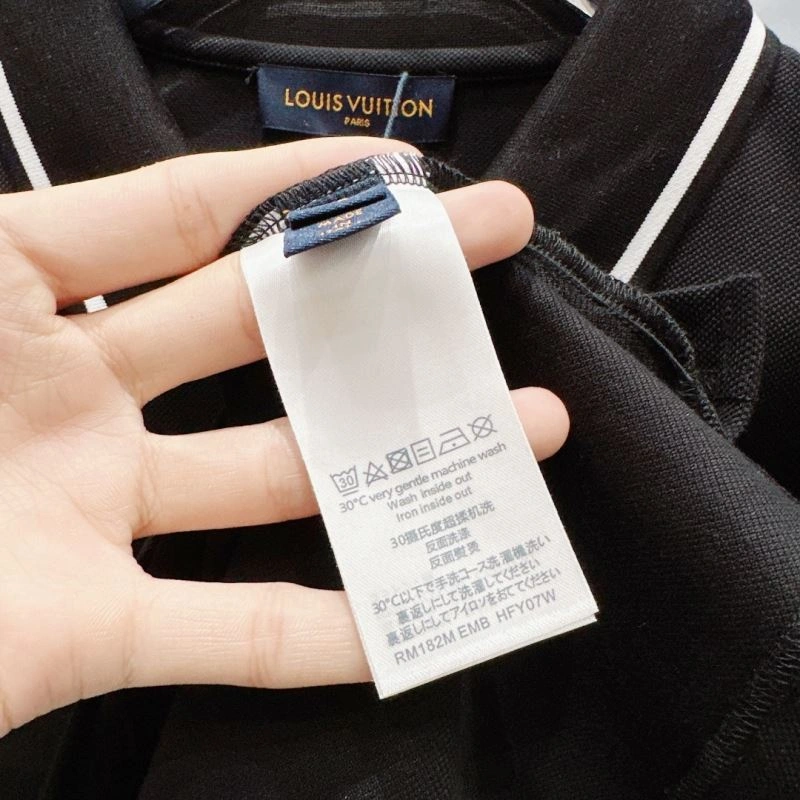 LOUIS VUITTON
PARIS
MADE
30
30°C very gentle machine wash
Wash inside out
Iron inside out
30摄氏度超柔机洗
反面洗涤
反面熨烫
30°C以下で手洗コース洗濯機洗い
裏返しにして洗濯してください
裏返しにしてアイロンをおてください
RM182M EMB HFY07W